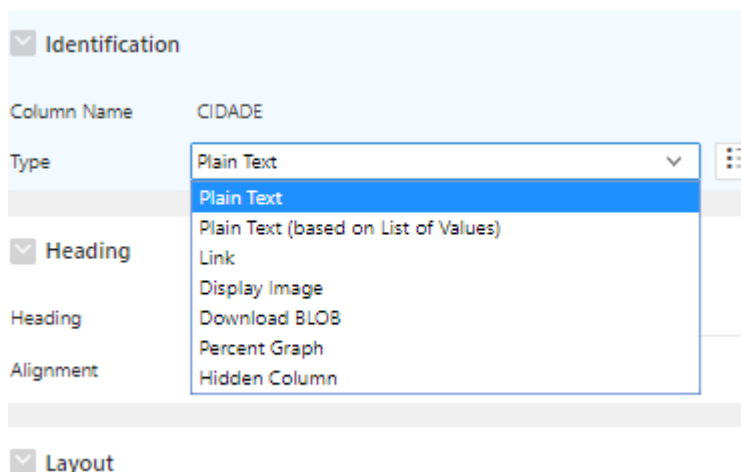 Identification
Column Name CIDADE
Type Plain Text
Plain Text
Plain Text (based on List of Values)
Heading
Link
Display Image
Heading
Download BLOB
Percent Graph
Alignment
Hidden Column
Layout